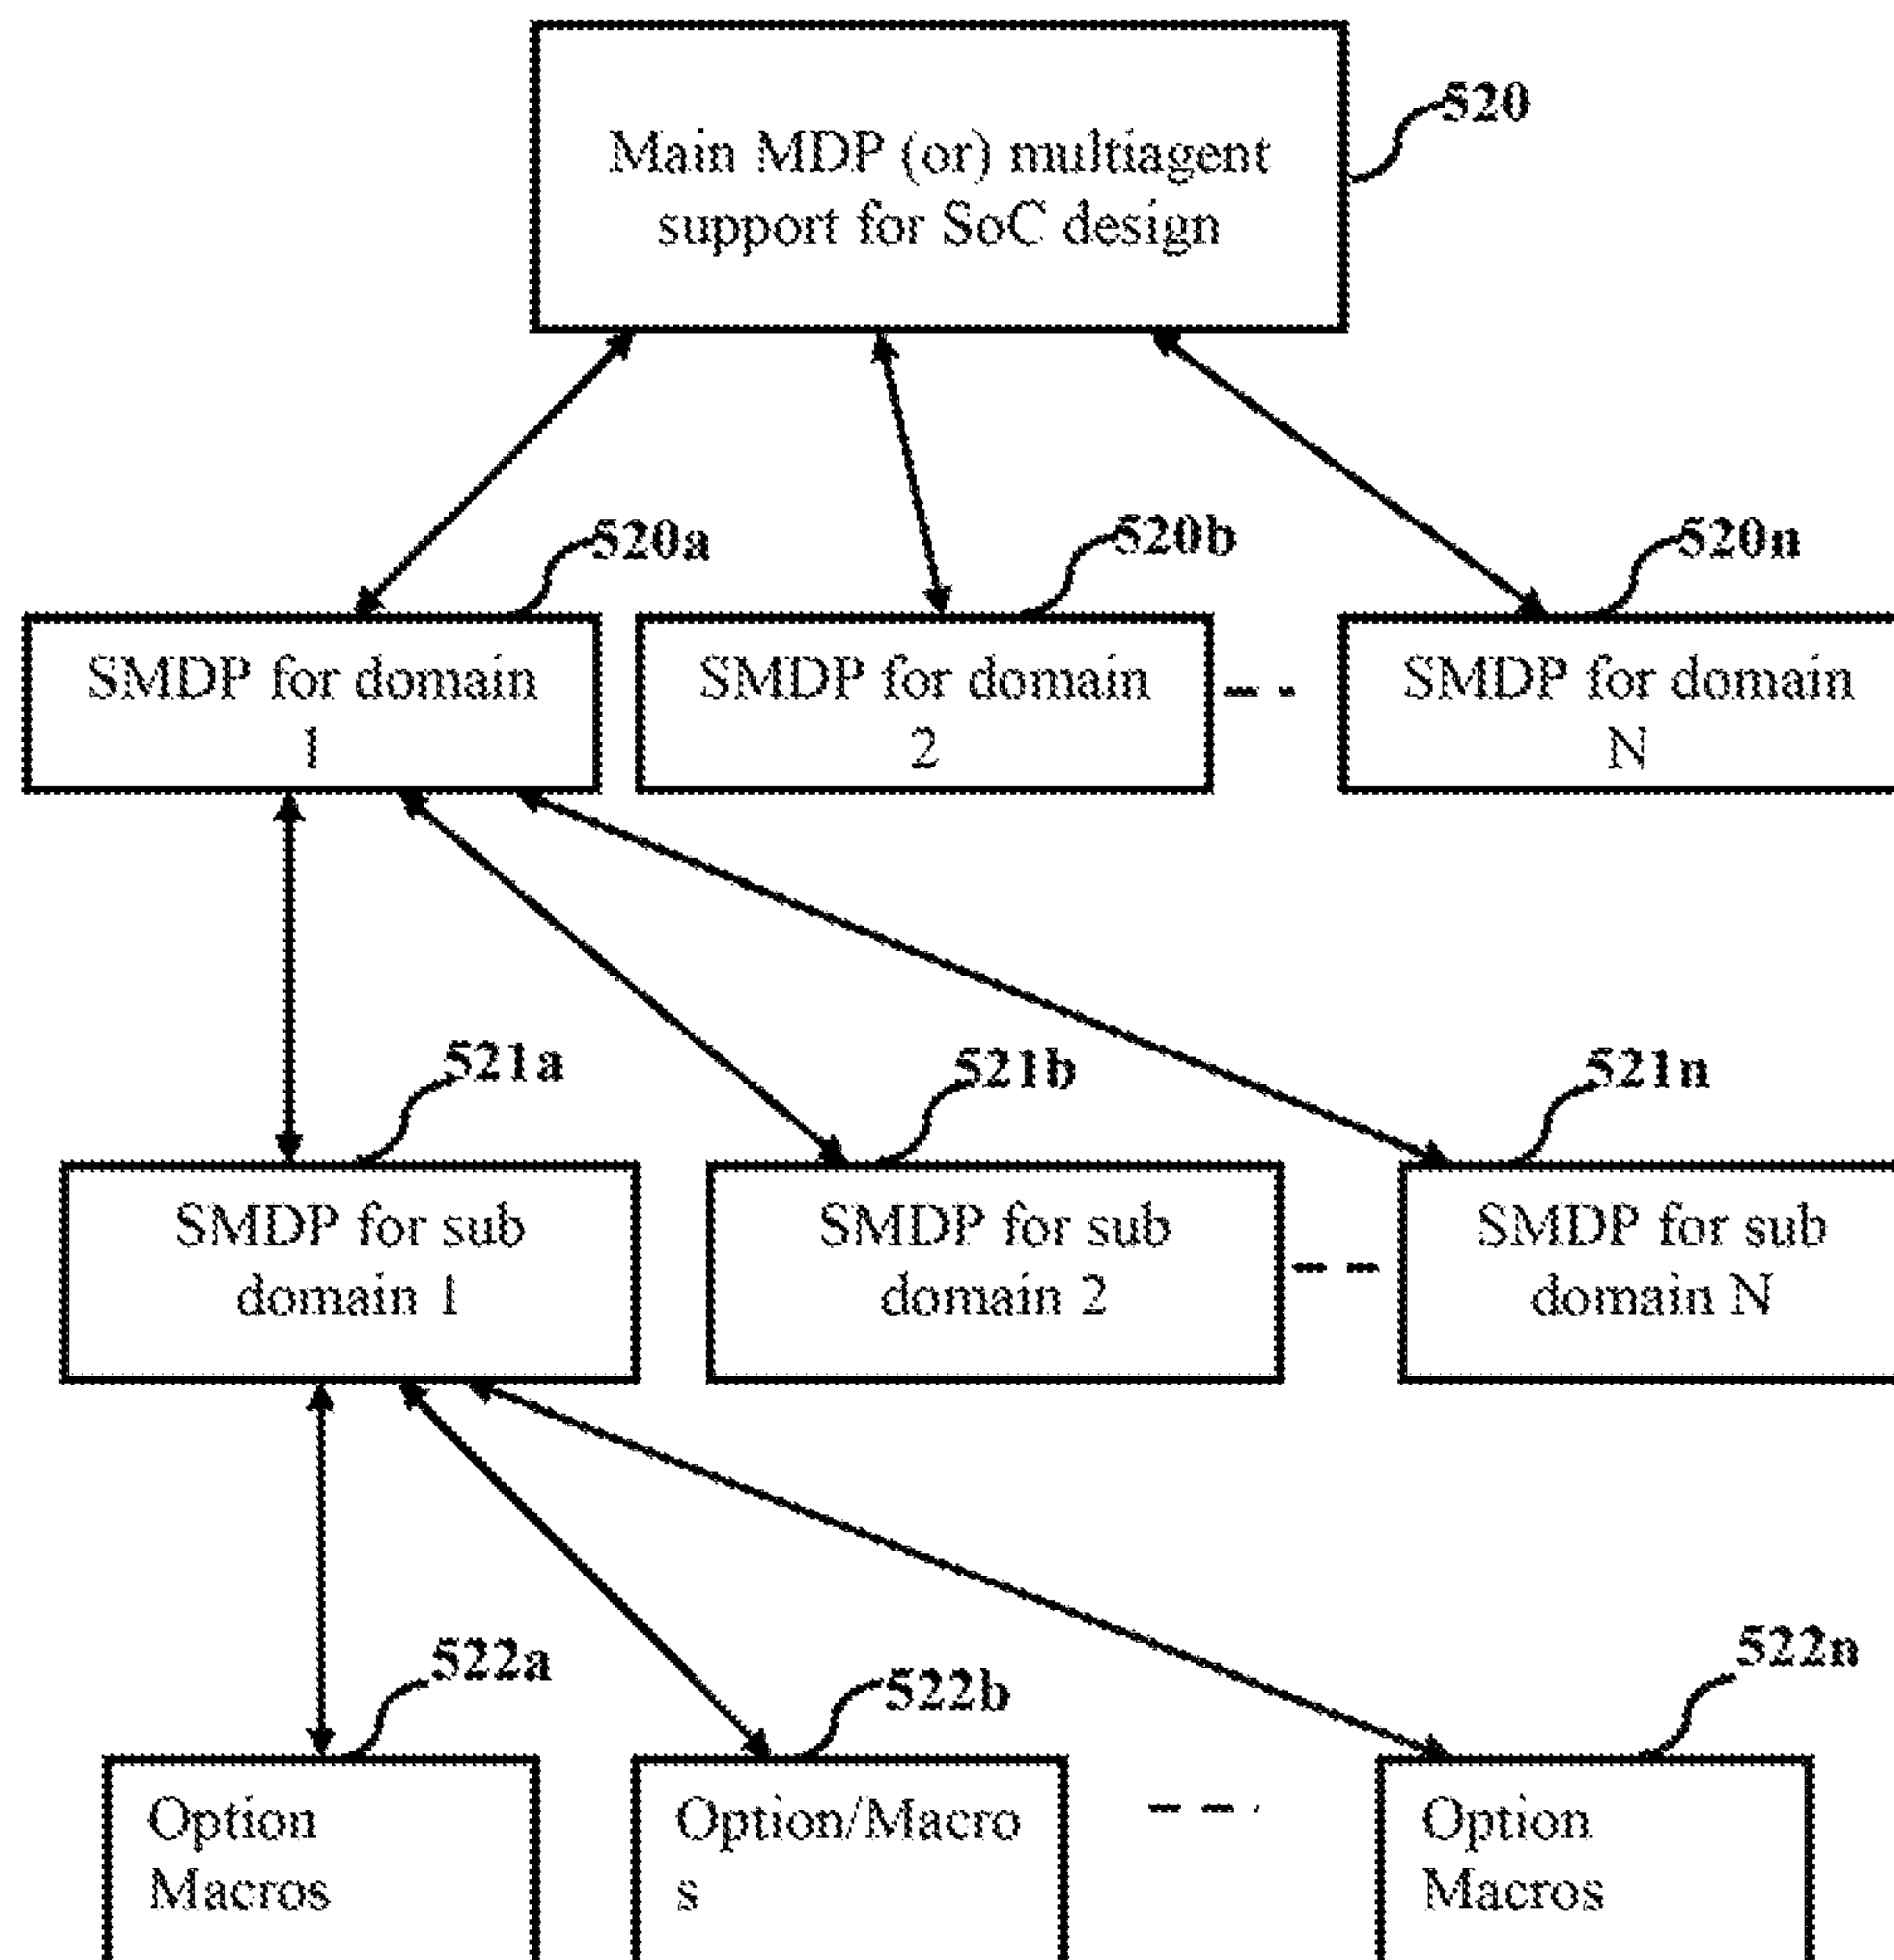 520
Main MDP (or) multiagent
support for SoC design
520a
520b
520n
SMDP for domain
1
SMDP for domain
2
SMDP for domain
N
521a
521b
521n
SMDP for sub
domain 1
SMDP for sub
domain 2
SMDP for sub
domain N
522a
522b
522n
Option
Macros
Option/Macro
s
Option
Macros